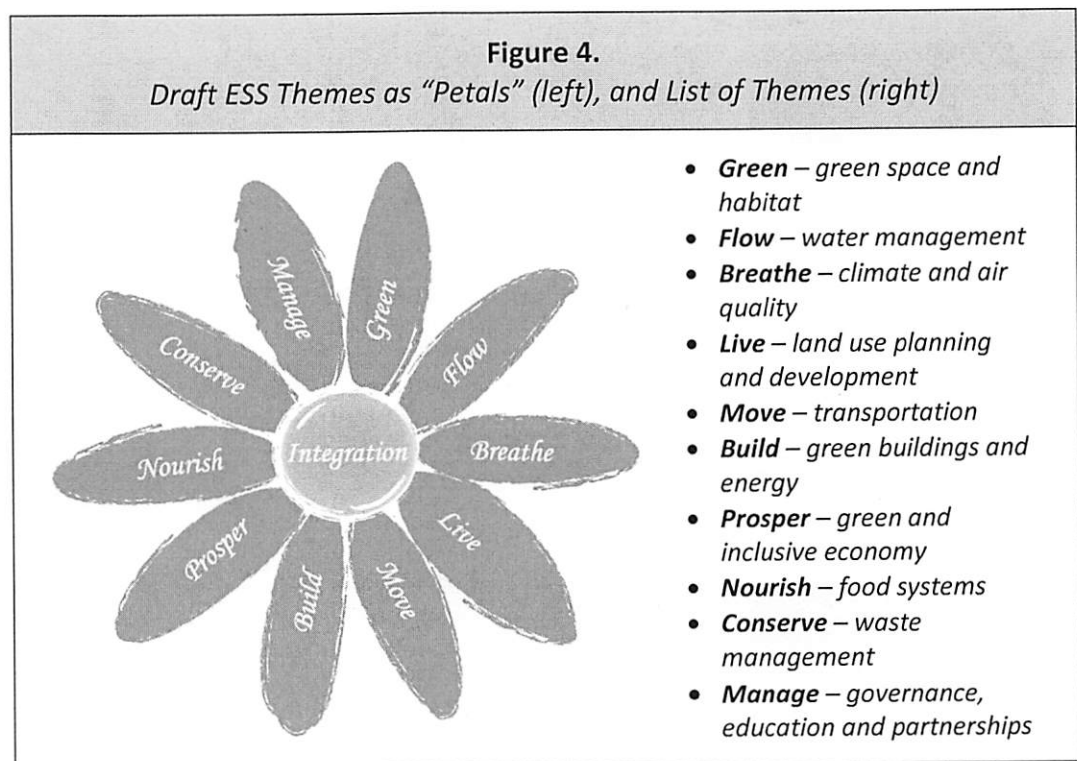 Figure 4.
Draft ESS Themes as “Petals” (left), and List of Themes (right)
Manage
Green
Conserve
Flow
Nourish
Integration
Breathe
Prosper
Live
Build
Move
• Green – green space and
habitat
• Flow – water management
• Breathe – climate and air
quality
• Live – land use planning
and development
• Move – transportation
• Build – green buildings and
energy
• Prosper – green and
inclusive economy
• Nourish – food systems
• Conserve – waste
management
• Manage – governance,
education and partnerships